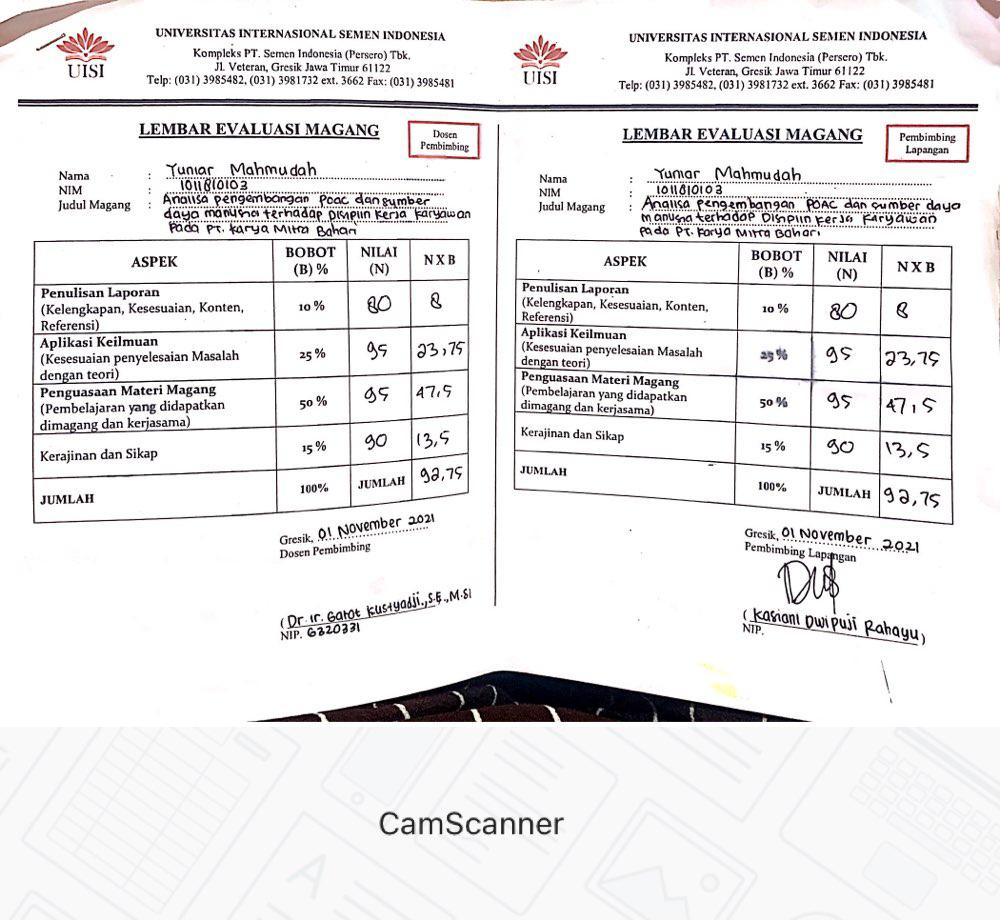 UISI
UNIVERSITAS INTERNASIONAL SEMEN INDONESIA
Kompleks PT. Semen Indonesia (Persero) Tbk.
Jl. Veteran, Gresik Jawa Timur 61122
Telp: (031) 3985482, (031) 3981732 ext. 3662 Fax: (031) 3985481
LEMBAR EVALUASI MAGANG
Dosen
Pembimbing
Nama : Yuniar Mahmudah
NIM : 1011810103
Judul Magang : Analisa pengembangan POAC dan sumber
daya manusia terhadap Disiplin Kerja Karyawan
Pada PT. Karya Mitra Bahari
ASPEK BOBOT (B) % NILAI (N) N X B
Penulisan Laporan
(Kelengkapan, Kesesuaian, Konten,
Referensi) 10 % 80 8
Aplikasi Keilmuan
(Kesesuaian penyelesaian Masalah
dengan teori) 25 % 95 23,75
Penguasaan Materi Magang
(Pembelajaran yang didapatkan
dimagang dan kerjasama) 50 % 95 47,5
Kerajinan dan Sikap 15 % 90 13,5
JUMLAH 100% JUMLAH 92,75
Gresik, 01 November 2021
Dosen Pembimbing
(Dr. Ir. Gatot Kustyadji., S.E., M.Si
NIP. 6320331
UISI
UNIVERSITAS INTERNASIONAL SEMEN INDONESIA
Kompleks PT. Semen Indonesia (Persero) Tbk.
Jl. Veteran, Gresik Jawa Timur 61122
Telp: (031) 3985482, (031) 3981732 ext. 3662 Fax: (031) 3985481
LEMBAR EVALUASI MAGANG
Pembimbing
Lapangan
Nama : Yuniar Mahmudah
NIM : 1011810103
Judul Magang : Analisa Pengembangan POAC dan sumber daya
manusia terhadap Disiplin Kerja Karyawan
pada PT. Karya Mitra Bahari
ASPEK BOBOT (B) % NILAI (N) N X B
Penulisan Laporan
(Kelengkapan, Kesesuaian, Konten,
Referensi) 10 % 80 8
Aplikasi Keilmuan
(Kesesuaian penyelesaian Masalah
dengan teori) 25 % 95 23,75
Penguasaan Materi Magang
(Pembelajaran yang didapatkan
dimagang dan kerjasama) 50 % 95 47,5
Kerajinan dan Sikap 15 % 90 13,5
JUMLAH 100% JUMLAH 92,75
Gresik, 01 November 2021
Pembimbing Lapangan
(Kasiani Dwi Puji Rahayu)
NIP.
CamScanner